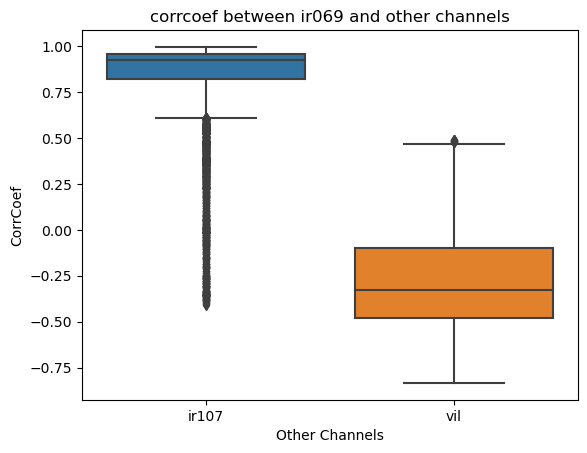 corrcoef between ir069 and other channels
CorrCoef
1.00
0.75
0.50
0.25
0.00
−0.25
−0.50
−0.75
ir107
vil
Other Channels